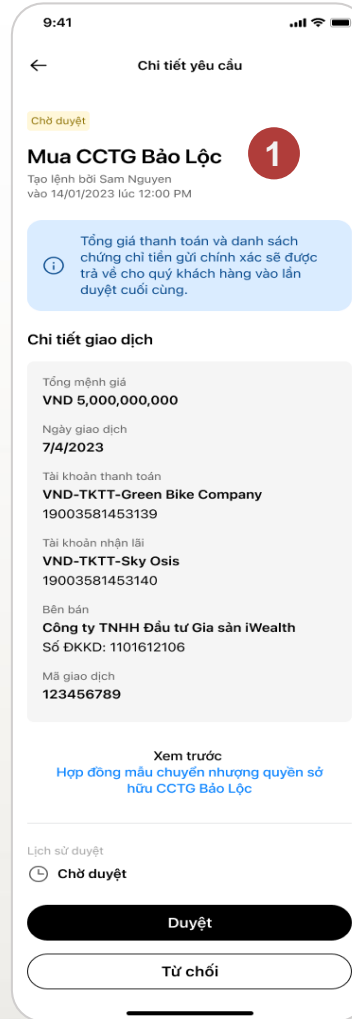 9:41
Chi tiết yêu cầu
Chờ duyệt
Mua CCTG Bảo Lộc
1
Tạo lệnh bởi Sam Nguyen
vào 14/01/2023 lúc 12:00 PM
Tổng giá thanh toán và danh sách
chứng chỉ tiền gửi chính xác sẽ được
trả về cho quý khách hàng vào lần
duyệt cuối cùng.
Chi tiết giao dịch
Tổng mệnh giá
VND 5,000,000,000
Ngày giao dịch
7/4/2023
Tài khoản thanh toán
VND-TKTT-Green Bike Company
19003581453139
Tài khoản nhận lãi
VND-TKTT-Sky Osis
19003581453140
Bên bán
Công ty TNHH Đầu tư Gia sản iWealth
Số ĐKKD: 1101612106
Mã giao dịch
123456789
Xem trước
Hợp đồng mẫu chuyển nhượng quyền sở
hữu CCTG Bảo Lộc
Lịch sử duyệt
Chờ duyệt
Duyệt
Từ chối